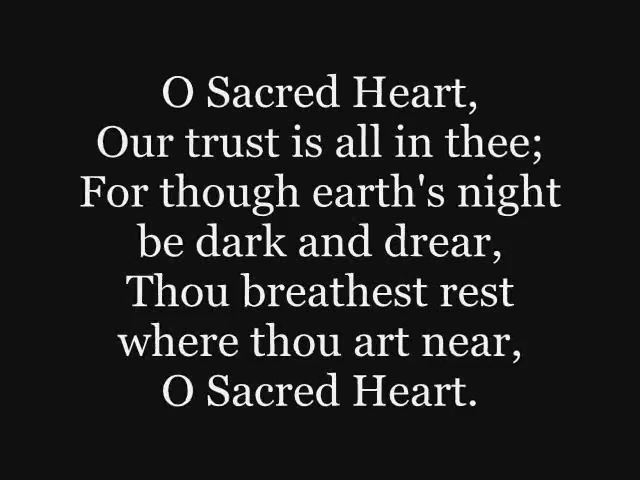 O Sacred Heart,
Our trust is all in thee;
For though earth's night
be dark and drear,
Thou breathest rest
where thou art near,
O Sacred Heart.